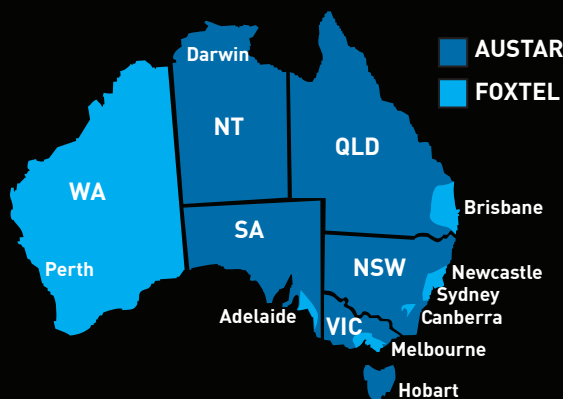 AUSTAR
FOXTEL
Darwin
NT
QLD
WA
Brisbane
SA
NSW
Perth
Newcastle
Sydney
Adelaide
VIC
Canberra
Melbourne
Hobart